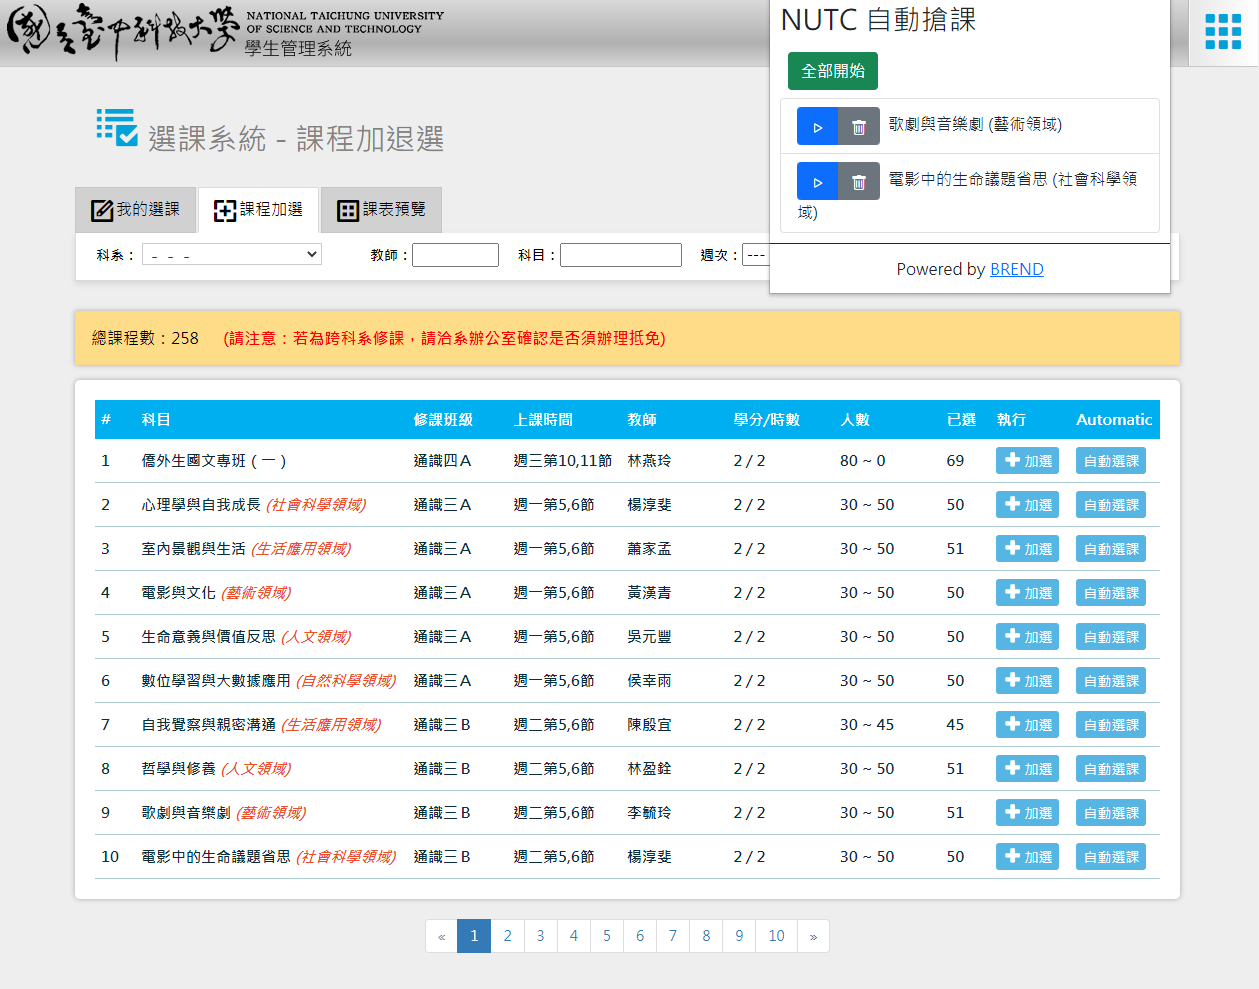 國立臺中科技大學
NATIONAL TAICHUNG UNIVERSITY
OF SCIENCE AND TECHNOLOGY
學生管理系統
NUTC 自動搶課
全部開始
歌劇與音樂劇 (藝術領域)
電影中的生命議題省思 (社會科學領
域)
Powered by BREND
選課系統 - 課程加退選
我的選課 課程加選 課表預覽
科系： - - - 教師： 科目： 週次： ---
總課程數：258 (請注意：若為跨科系修課，請洽系辦公室確認是否須辦理抵免)
# 科目 修課班級 上課時間 教師 學分/時數 人數 已選 執行 Automatic
1 僑外生國文專班（一） 通識四A 週三第10,11節 林燕玲 2 / 2 80 ~ 0 69 加選 自動選課
2 心理學與自我成長 (社會科學領域) 通識三A 週一第5,6節 楊淳斐 2 / 2 30 ~ 50 50 加選 自動選課
3 室內景觀與生活 (生活應用領域) 通識三A 週一第5,6節 蕭家孟 2 / 2 30 ~ 50 51 加選 自動選課
4 電影與文化 (藝術領域) 通識三A 週一第5,6節 黃漢青 2 / 2 30 ~ 50 50 加選 自動選課
5 生命意義與價值反思 (人文領域) 通識三A 週一第5,6節 吳元豐 2 / 2 30 ~ 50 50 加選 自動選課
6 數位學習與大數據應用 (自然科學領域) 通識三A 週一第5,6節 侯幸雨 2 / 2 30 ~ 50 50 加選 自動選課
7 自我覺察與親密溝通 (生活應用領域) 通識三B 週二第5,6節 陳殷宜 2 / 2 30 ~ 45 45 加選 自動選課
8 哲學與修養 (人文領域) 通識三B 週二第5,6節 林盈銓 2 / 2 30 ~ 50 51 加選 自動選課
9 歌劇與音樂劇 (藝術領域) 通識三B 週二第5,6節 李毓玲 2 / 2 30 ~ 50 51 加選 自動選課
10 電影中的生命議題省思 (社會科學領域) 通識三B 週二第5,6節 楊淳斐 2 / 2 30 ~ 50 50 加選 自動選課
« 1 2 3 4 5 6 7 8 9 10 »